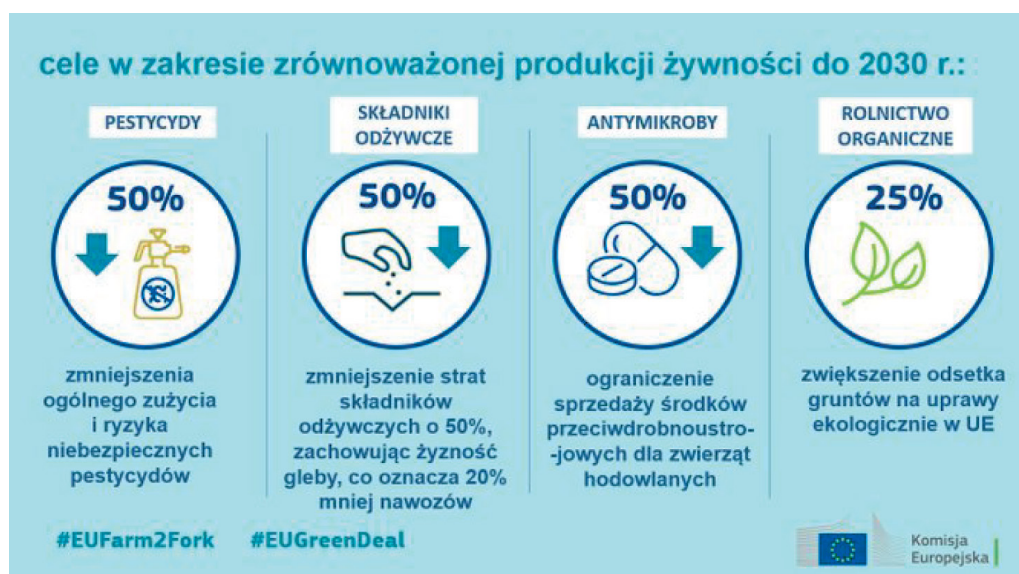 cele w zakresie zrównoważonej produkcji żywności do 2030 r.:
PESTYCYDY
50%
zmniejszenia
ogólnego zużycia
i ryzyka
niebezpiecznych
pestycydów
SKŁADNIKI
ODŻYWCZE
50%
zmniejszenie strat
składników
odżywczych o 50%,
zachowując żyzność
gleby, co oznacza 20%
mniej nawozów
ANTYMIKROBY
50%
ograniczenie
sprzedaży środków
przeciwdrobnoustro-
-jowych dla zwierząt
hodowlanych
ROLNICTWO
ORGANICZNE
25%
zwiększenie odsetka
gruntów na uprawy
ekologicznie w UE
#EUFarm2Fork #EUGreenDeal
Komisja
Europejska